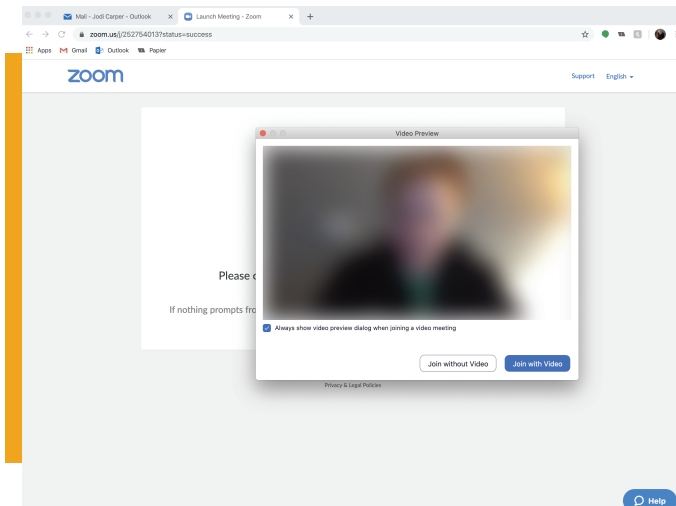 Mail - Jodi Carper - Outlook
Launch Meeting - Zoom
zoom.us/j/252754013?status=success
Apps
Gmail
Outlook
Papier
zoom
Support
English
Video Preview
Please
If nothing prompts
Always show video preview dialog when joining a video meeting
Join without Video
Join with Video
Privacy & Legal Policies
Help